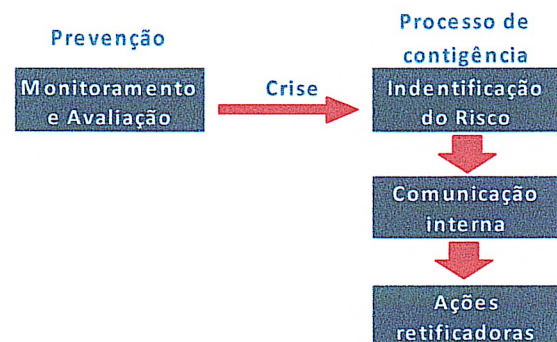 Prevenção
Monitoramento
e Avaliação
Crise
Processo de
contigência
Indentificação
do Risco
Comunicação
interna
Ações
retificadoras